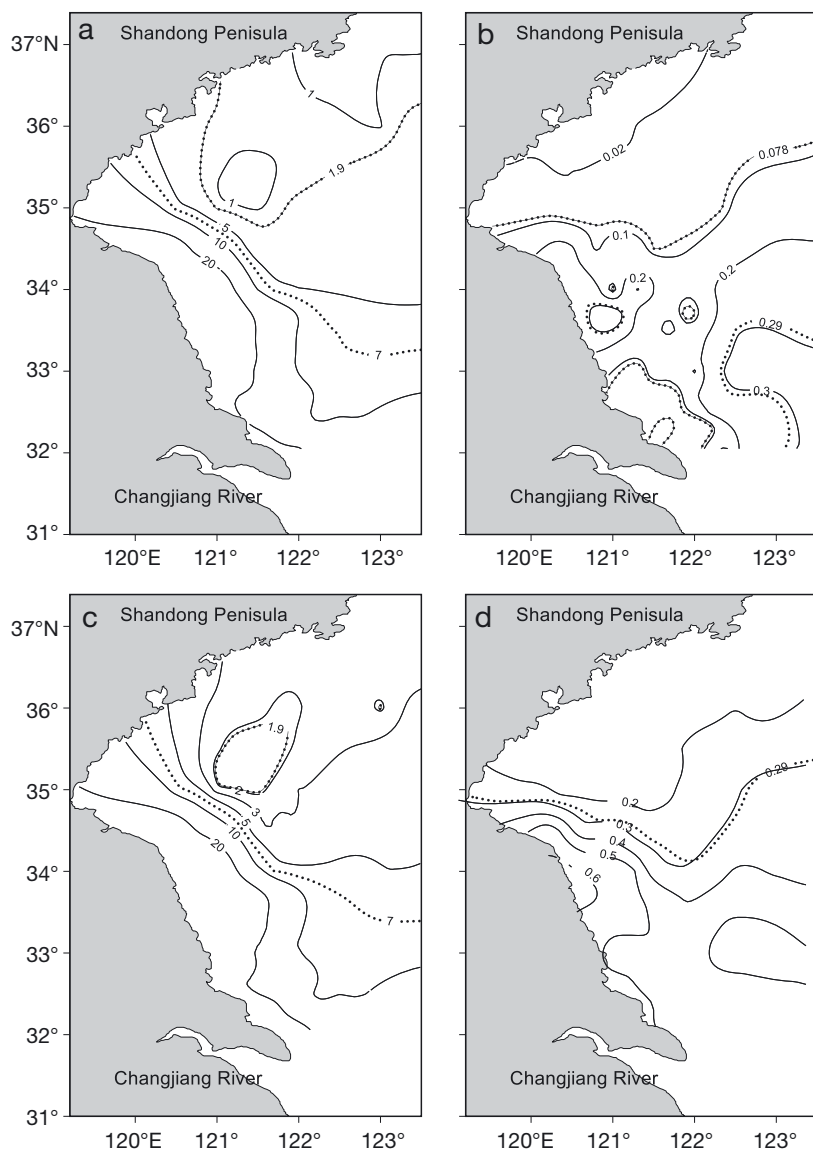 a
Shandong Penisula
37°N
36°
35°
34°
33°
32°
31°
1
1.9
1
5
10
20
7
Changjiang River
120°E 121° 122° 123°
b
Shandong Penisula
0.02
0.078
0.1
0.2
0.2
0.29
0.3
Changjiang River
120°E 121° 122° 123°
c
Shandong Penisula
37°N
36°
35°
34°
33°
32°
31°
1.9
2
3
5
10
20
7
Changjiang River
120°E 121° 122° 123°
d
Shandong Penisula
0.2
0.29
0.3
0.4
0.5
0.6
Changjiang River
120°E 121° 122° 123°